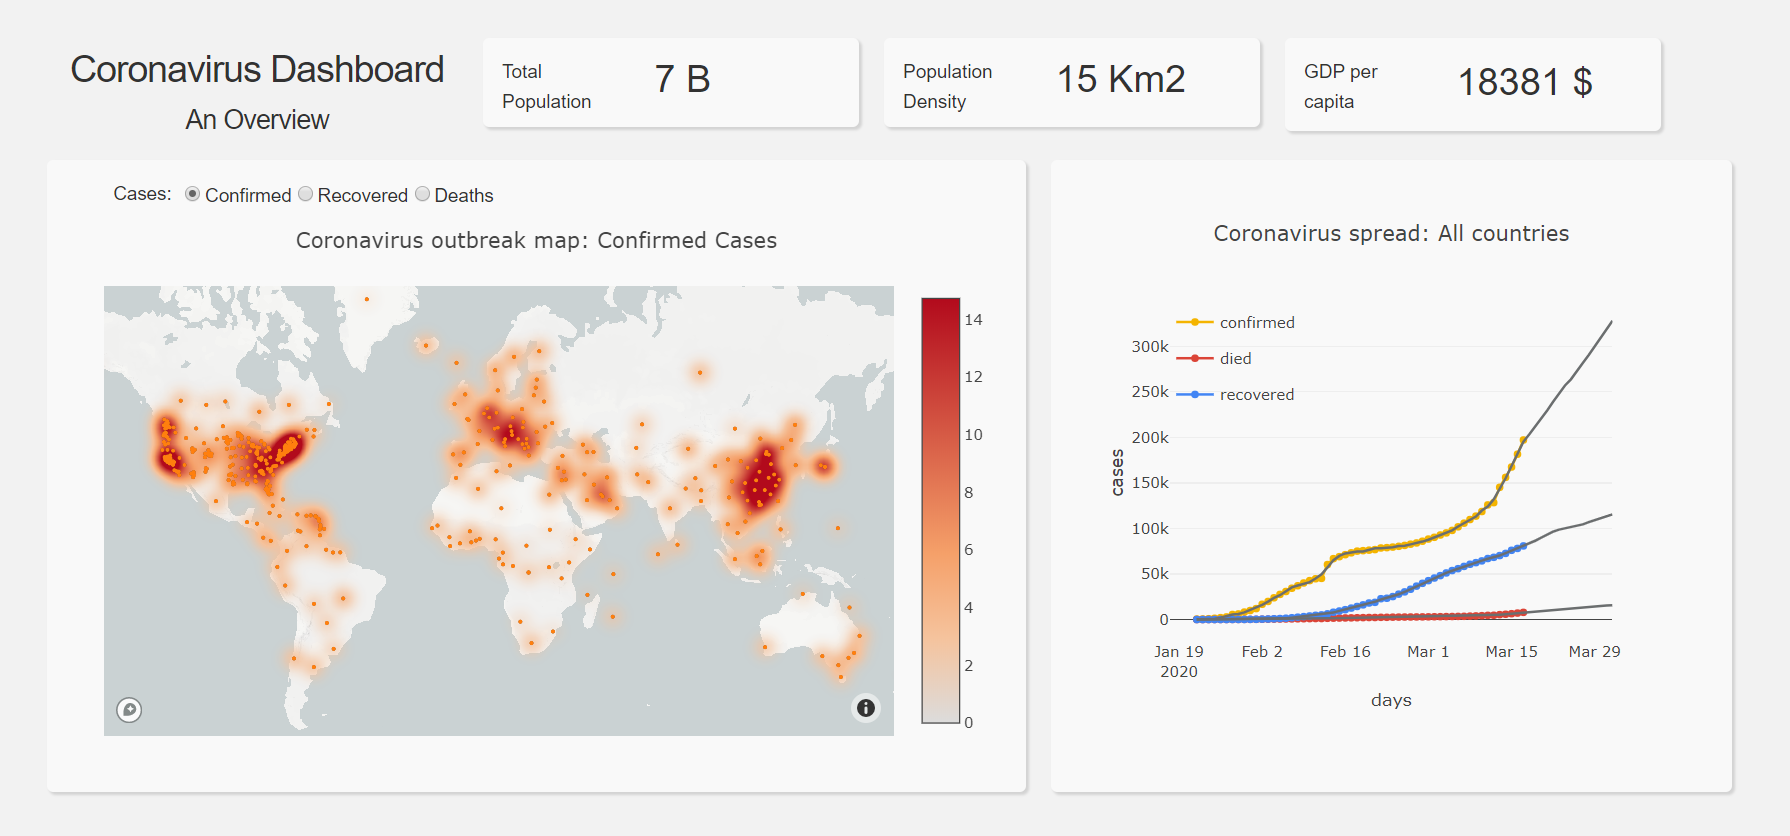 Coronavirus Dashboard
An Overview
Total
Population
7 B
Population
Density
15 Km2
GDP per
capita
18381 $
Cases: Confirmed Recovered Deaths
Coronavirus outbreak map: Confirmed Cases
14
12
10
8
6
4
2
0
Coronavirus spread: All countries
confirmed
died
recovered
300k
250k
200k
150k
100k
50k
0
cases
Jan 19
2020
Feb 2
Feb 16
Mar 1
Mar 15
Mar 29
days